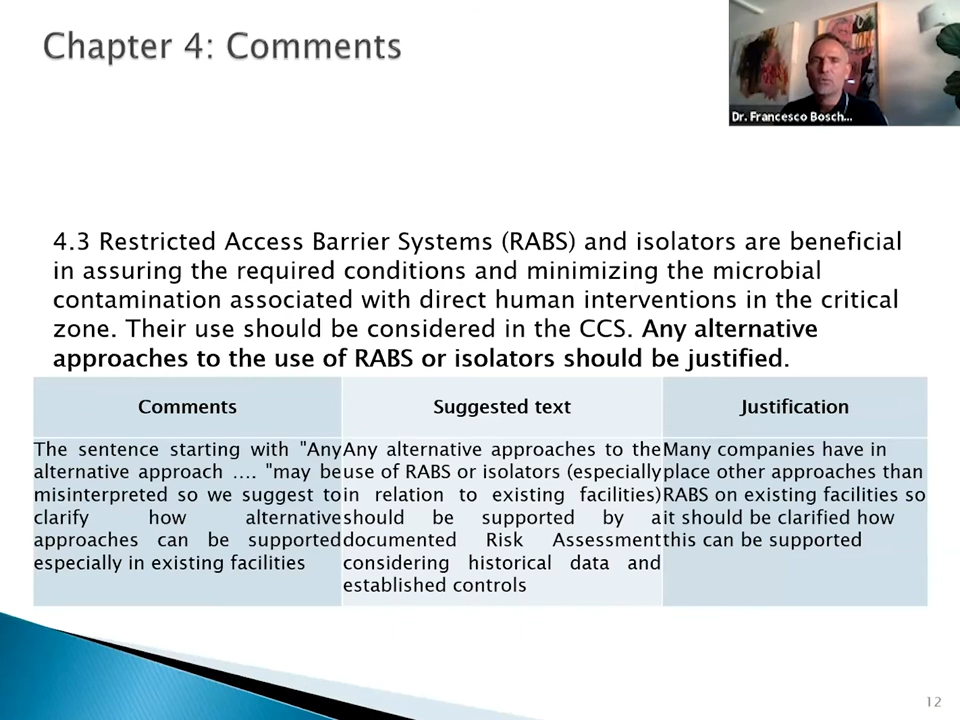 Chapter 4: Comments
Dr. Francesco Bosch...
4.3 Restricted Access Barrier Systems (RABS) and isolators are beneficial
in assuring the required conditions and minimizing the microbial
contamination associated with direct human interventions in the critical
zone. Their use should be considered in the CCS. Any alternative
approaches to the use of RABS or isolators should be justified.
Comments
Suggested text
Justification
The sentence starting with "Any
alternative approach .... "may be
misinterpreted so we suggest to
clarify how alternative
approaches can be supported
especially in existing facilities
Any alternative approaches to the
use of RABS or isolators (especially
in relation to existing facilities)
should be supported by a
documented Risk Assessment
considering historical data and
established controls
Many companies have in
place other approaches than
RABS on existing facilities so
it should be clarified how
this can be supported
12